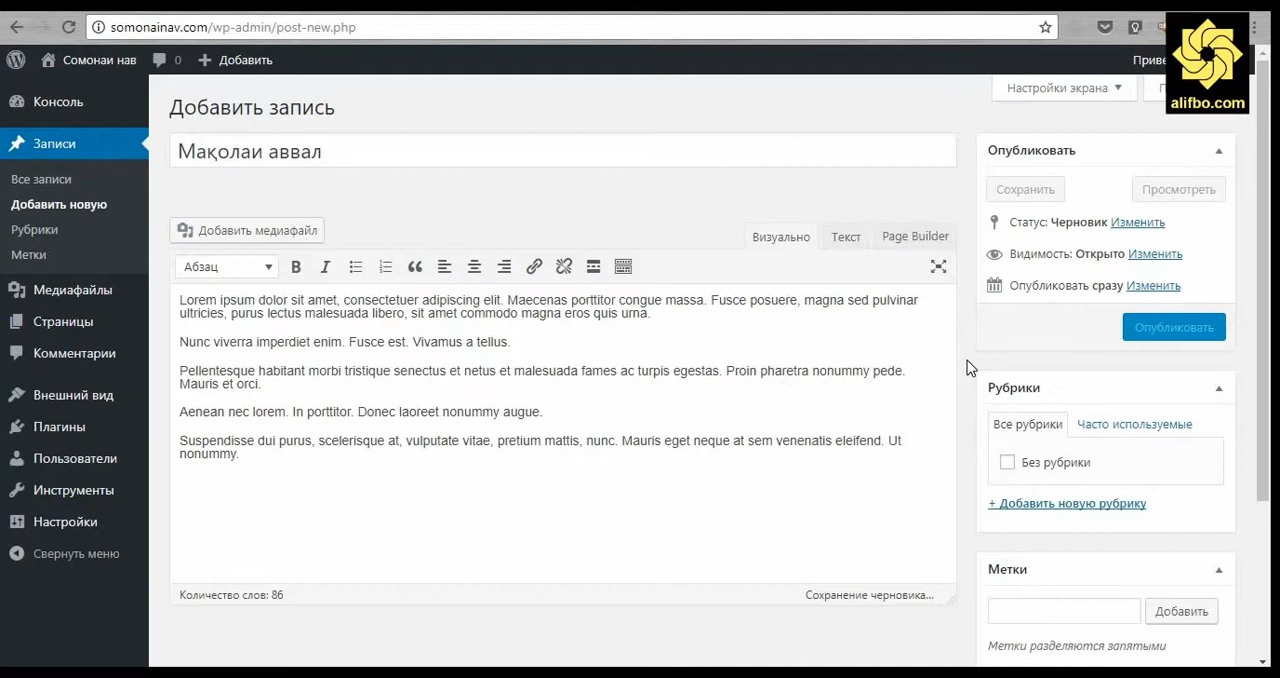 somonainav.com/wp-admin/post-new.php
alifbo.com
Сомонаи нав
0
Добавить
Консоль
Записи
Все записи
Добавить новую
Рубрики
Метки
Медиафайлы
Страницы
Комментарии
Внешний вид
Плагины
Пользователи
Инструменты
Настройки
Свернуть меню
Настройки экрана
Добавить запись
Мақолаи аввал
Добавить медиафайл
Визуально
Текст
Page Builder
Абзац
B I
Lorem ipsum dolor sit amet, consectetuer adipiscing elit. Maecenas porttitor congue massa. Fusce posuere, magna sed pulvinar
ultricies, purus lectus malesuada libero, sit amet commodo magna eros quis urna.
Nunc viverra imperdiet enim. Fusce est. Vivamus a tellus.
Pellentesque habitant morbi tristique senectus et netus et malesuada fames ac turpis egestas. Proin pharetra nonummy pede.
Mauris et orci.
Aenean nec lorem. In porttitor. Donec laoreet nonummy augue.
Suspendisse dui purus, scelerisque at, vulputate vitae, pretium mattis, nunc. Mauris eget neque at sem venenatis eleifend. Ut
nonummy.
Количество слов: 86
Сохранение черновика...
Опубликовать
Сохранить
Просмотреть
Статус: Черновик Изменить
Видимость: Открыто Изменить
Опубликовать сразу Изменить
Опубликовать
Рубрики
Все рубрики
Часто используемые
Без рубрики
+ Добавить новую рубрику
Метки
Добавить
Метки разделяются запятыми